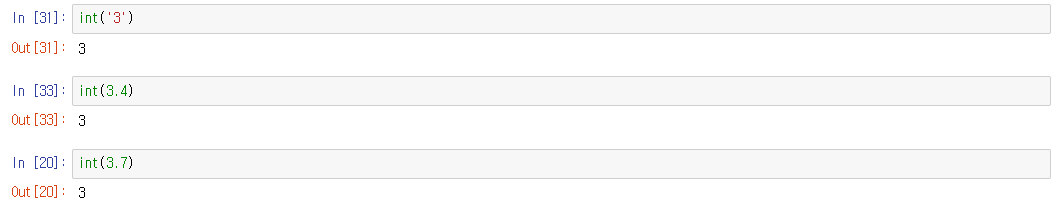 In [31]: int('3')
Out[31]: 3
In [33]: int(3.4)
Out[33]: 3
In [20]: int(3.7)
Out[20]: 3